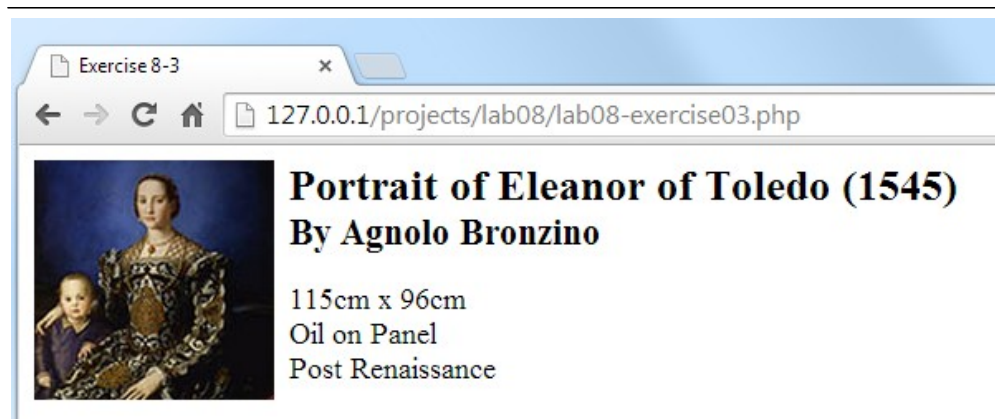 Exercise 8-3
127.0.0.1/projects/lab08/lab08-exercise03.php
Portrait of Eleanor of Toledo (1545)
By Agnolo Bronzino
115cm x 96cm
Oil on Panel
Post Renaissance